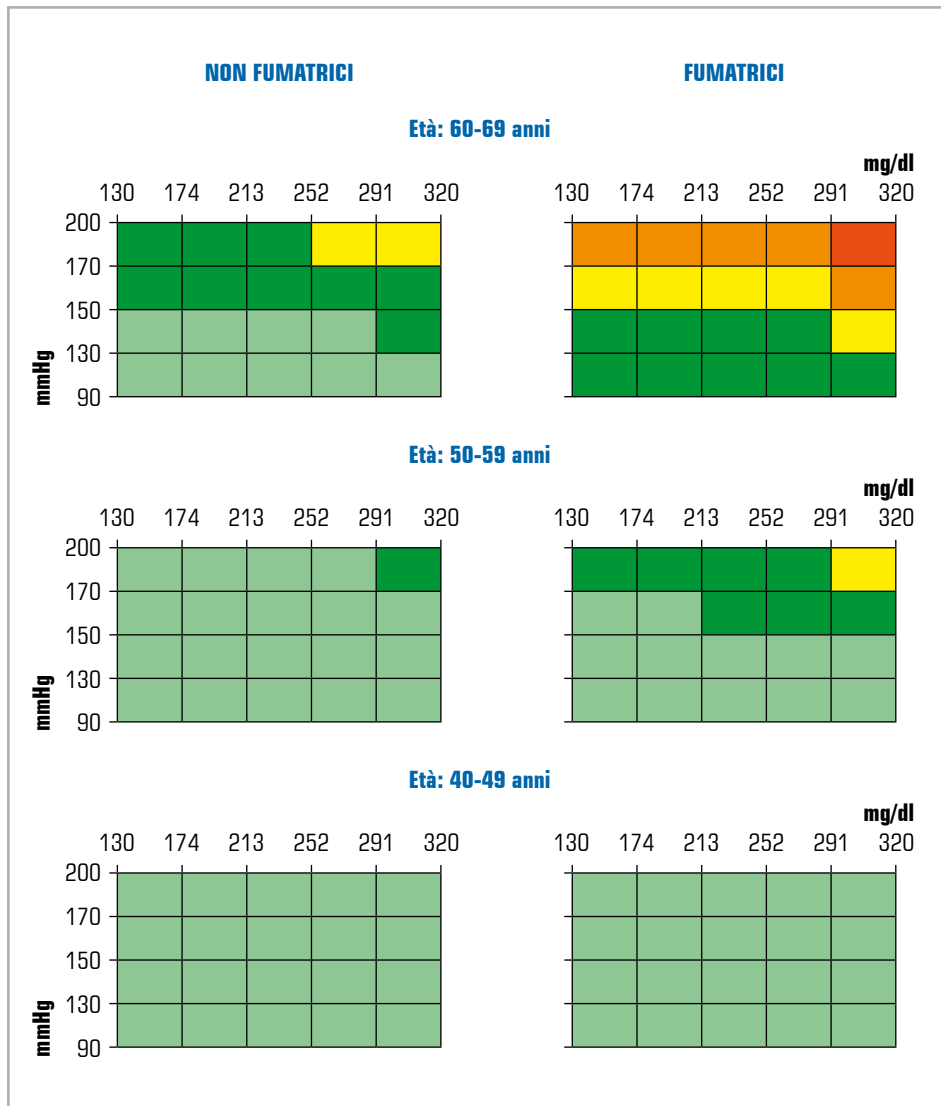 NON FUMATRICI FUMATRICI
Età: 60-69 anni
mg/dl
130 174 213 252 291 320 130 174 213 252 291 320
200
170
150
130
90
mmHg
Età: 50-59 anni
mg/dl
130 174 213 252 291 320 130 174 213 252 291 320
200
170
150
130
90
mmHg
Età: 40-49 anni
mg/dl
130 174 213 252 291 320 130 174 213 252 291 320
200
170
150
130
90
mmHg